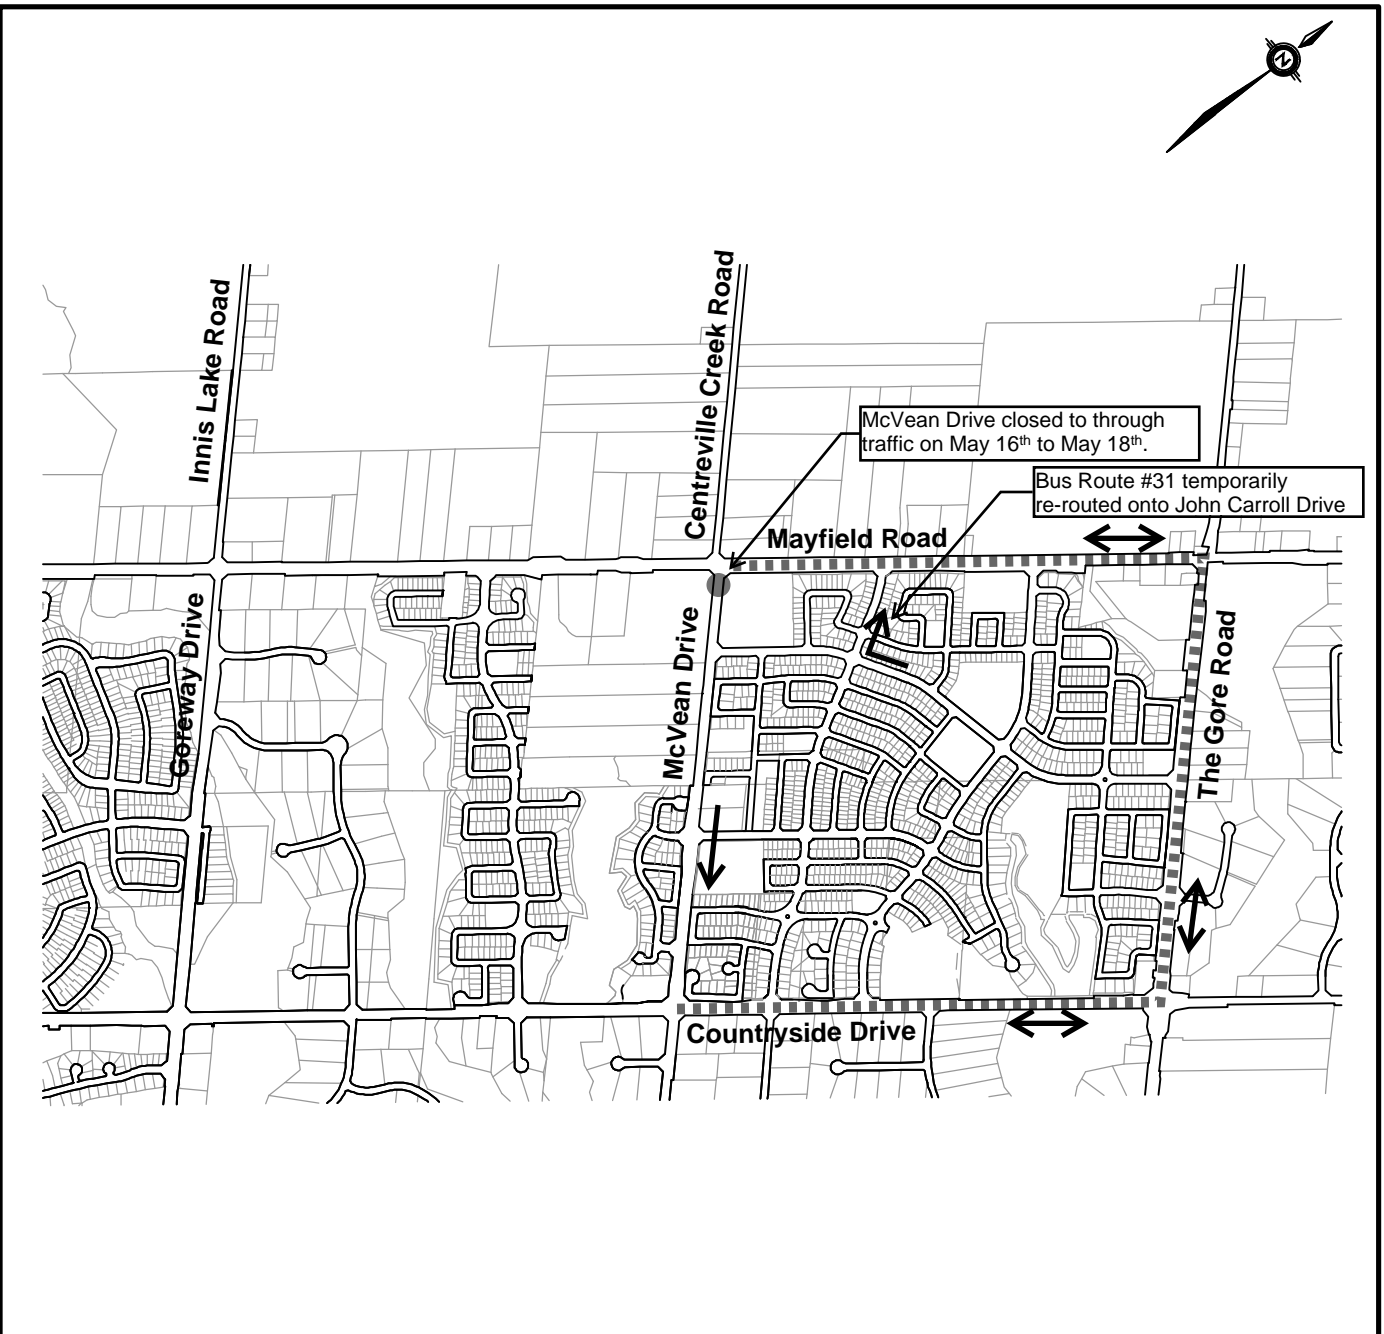 N
Innis Lake Road
Centreville Creek Road
McVean Drive closed to through
traffic on May 16th to May 18th.
Bus Route #31 temporarily
re-routed onto John Carroll Drive
Mayfield Road
Goreway Drive
McVean Drive
The Gore Road
Countryside Drive